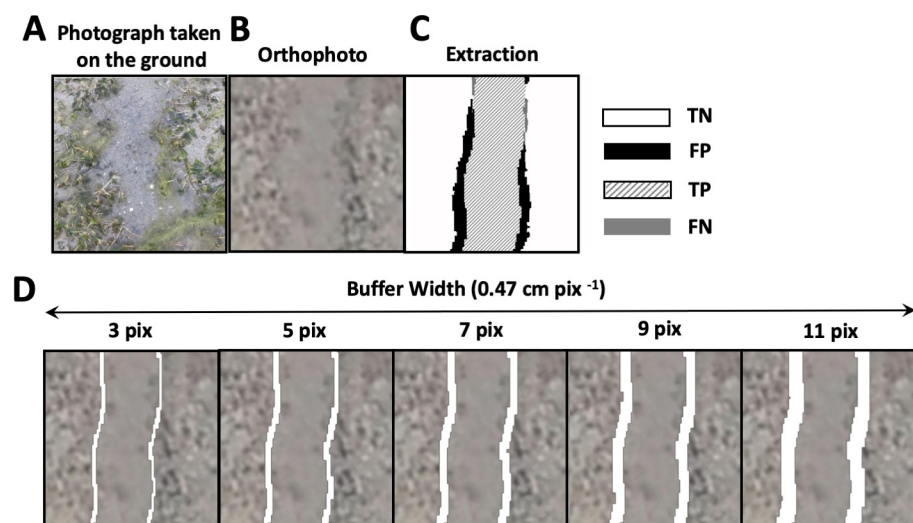 A
Photograph taken
on the ground
B
Orthophoto
C
Extraction
TN
FP
TP
FN
D
Buffer Width (0.47 cm pix ⁻¹)
3 pix
5 pix
7 pix
9 pix
11 pix